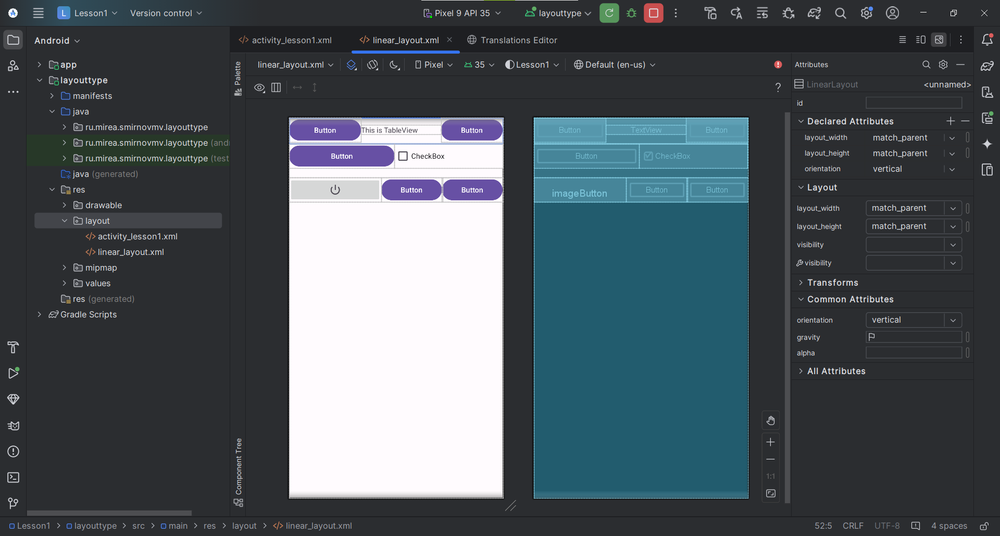 L Lesson1 Version control Pixel 9 API 35 layouttype
Android
app
layouttype
manifests
java
ru.mirea.smirnovmv.layouttype
ru.mirea.smirnovmv.layouttype (and
ru.mirea.smirnovmv.layouttype (test
java (generated)
res
drawable
layout
activity_lesson1.xml
linear_layout.xml
mipmap
values
res (generated)
Gradle Scripts
activity_lesson1.xml linear_layout.xml Translations Editor
linear_layout.xml Pixel 35 Lesson1 Default (en-us)
?
Palette
Component Tree
Button This is TableView Button
Button CheckBox
Button Button
Button TextView Button
Button CheckBox
imageButton Button Button
1:1
Attributes
LinearLayout <unnamed>
id
Declared Attributes
layout_width match_parent
layout_height match_parent
orientation vertical
Layout
layout_width match_parent
layout_height match_parent
visibility
visibility
Transforms
Common Attributes
orientation vertical
gravity
alpha
All Attributes
Lesson1 > layouttype > src > main > res > layout > linear_layout.xml
52:5 CRLF UTF-8 4 spaces